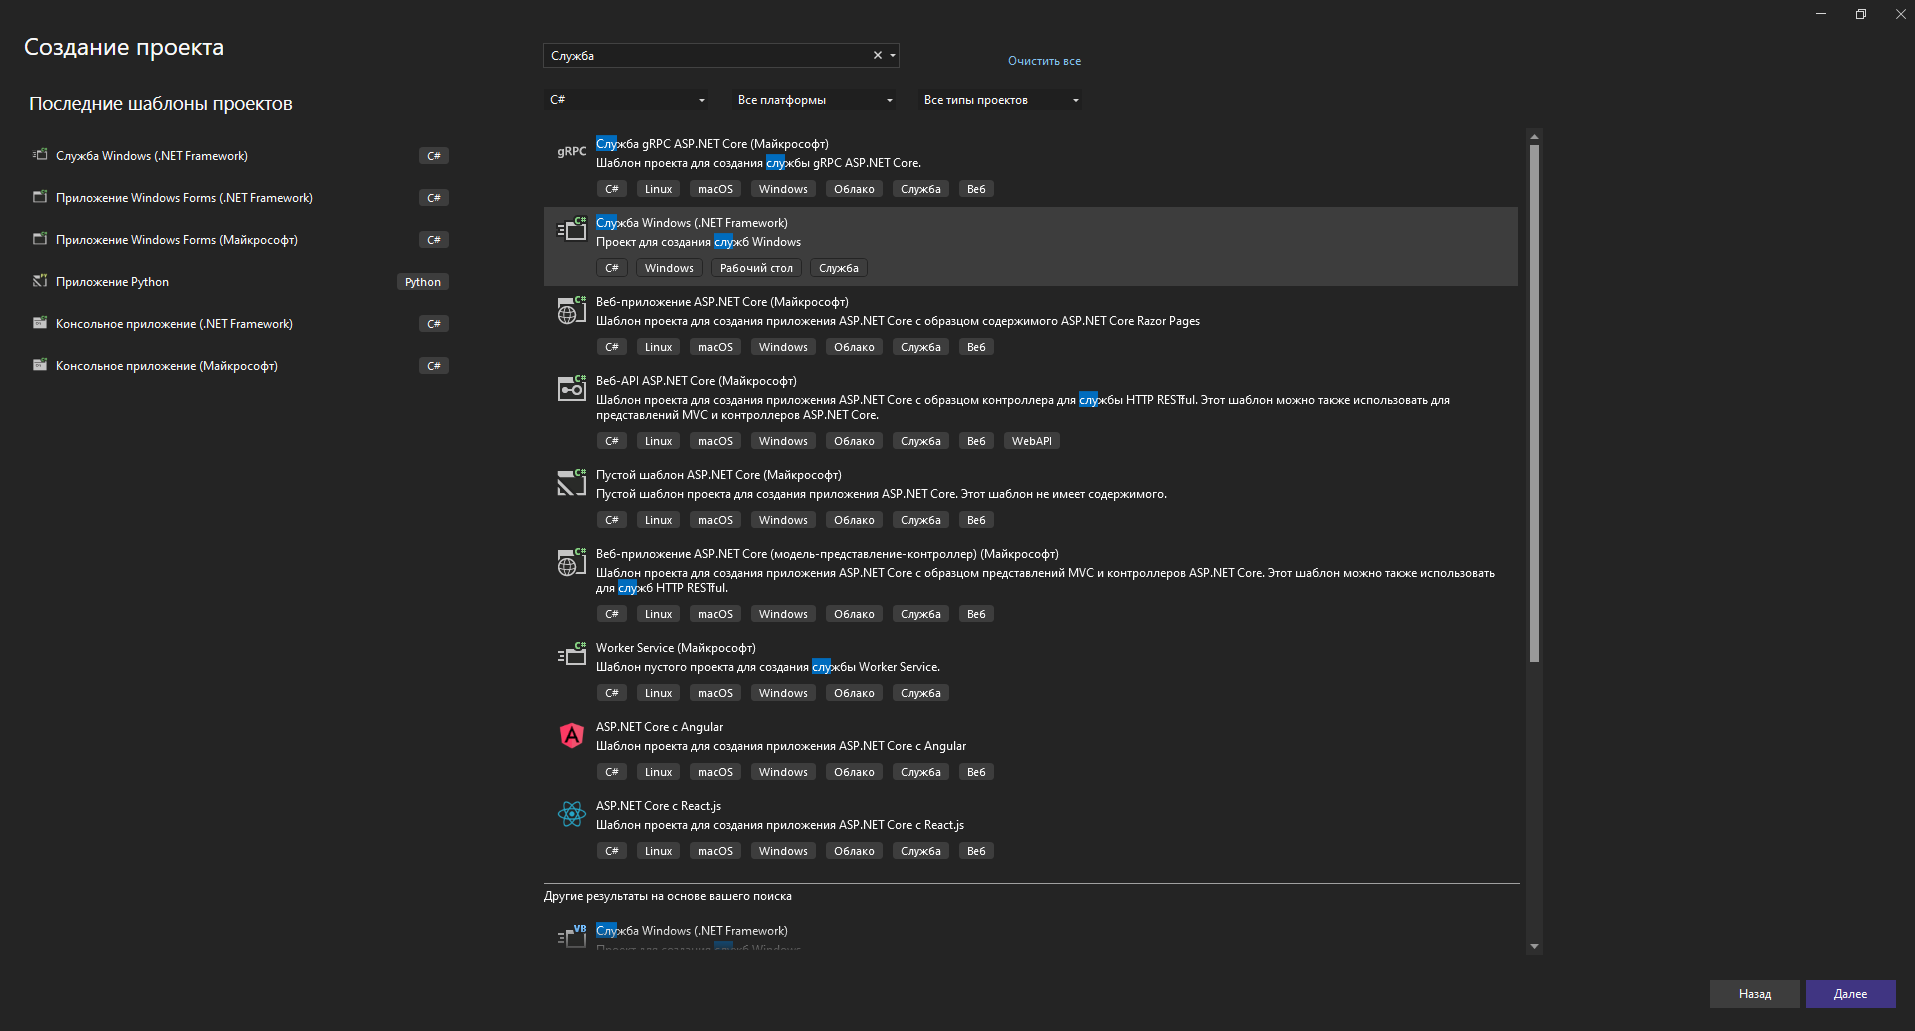 Создание проекта
Последние шаблоны проектов
Служба Windows (.NET Framework) C#
Приложение Windows Forms (.NET Framework) C#
Приложение Windows Forms (Майкрософт) C#
Приложение Python Python
Консольное приложение (.NET Framework) C#
Консольное приложение (Майкрософт) C#
Служба
Очистить все
C# Все платформы Все типы проектов
gRPC
Служба gRPC ASP.NET Core (Майкрософт)
Шаблон проекта для создания службы gRPC ASP.NET Core.
C# Linux macOS Windows Облако Служба Веб
C#
Служба Windows (.NET Framework)
Проект для создания служб Windows
C# Windows Рабочий стол Служба
C#
Веб-приложение ASP.NET Core (Майкрософт)
Шаблон проекта для создания приложения ASP.NET Core с образцом содержимого ASP.NET Core Razor Pages
C# Linux macOS Windows Облако Служба Веб
C#
Веб-API ASP.NET Core (Майкрософт)
Шаблон проекта для создания приложения ASP.NET Core с образцом контроллера для службы HTTP RESTful. Этот шаблон можно также использовать для
представлений MVC и контроллеров ASP.NET Core.
C# Linux macOS Windows Облако Служба Веб WebAPI
C#
Пустой шаблон ASP.NET Core (Майкрософт)
Пустой шаблон проекта для создания приложения ASP.NET Core. Этот шаблон не имеет содержимого.
C# Linux macOS Windows Облако Служба Веб
C#
Веб-приложение ASP.NET Core (модель-представление-контроллер) (Майкрософт)
Шаблон проекта для создания приложения ASP.NET Core с образцом представлений MVC и контроллеров ASP.NET Core. Этот шаблон можно также использовать
для служб HTTP RESTful.
C# Linux macOS Windows Облако Служба Веб
C#
Worker Service (Майкрософт)
Шаблон пустого проекта для создания службы Worker Service.
C# Linux macOS Windows Облако Служба
A
ASP.NET Core с Angular
Шаблон проекта для создания приложения ASP.NET Core с Angular
C# Linux macOS Windows Облако Служба Веб
ASP.NET Core с React.js
Шаблон проекта для создания приложения ASP.NET Core с React.js
C# Linux macOS Windows Облако Служба Веб
Другие результаты на основе вашего поиска
VB
Служба Windows (.NET Framework)
Проект для создания служб Windows
Назад Далее